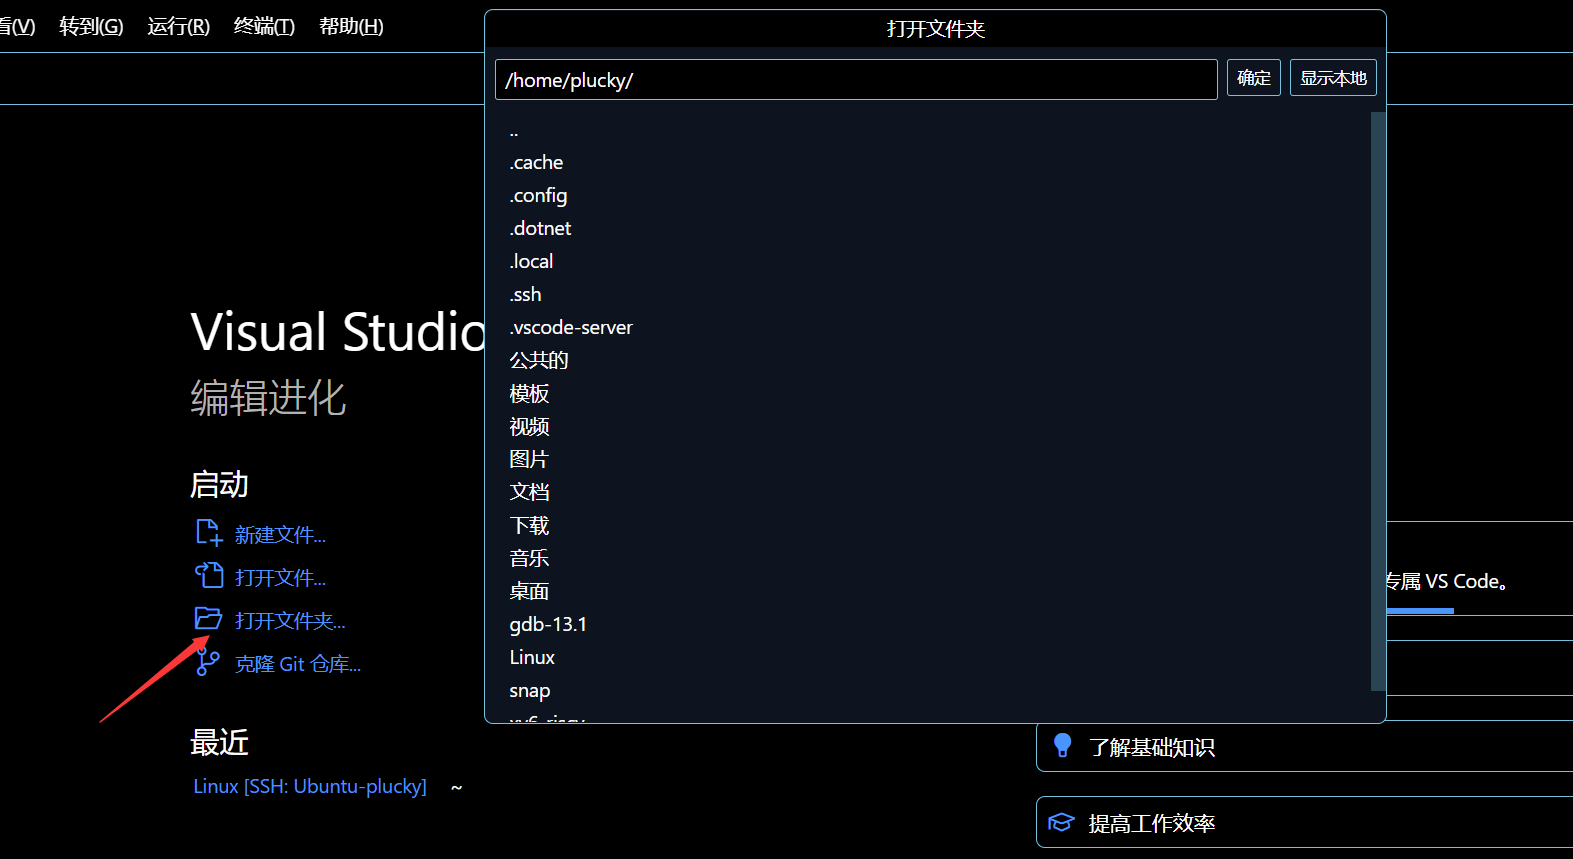 看(V) 转到(G) 运行(R) 终端(T) 帮助(H)
打开文件夹
/home/plucky/ 确定 显示本地
..
.cache
.config
.dotnet
.local
.ssh
.vscode-server
公共的
模板
视频
图片
文档
下载
音乐
桌面
gdb-13.1
Linux
snap
Visual Studio
编辑进化
启动
新建文件...
打开文件...
打开文件夹...
克隆 Git 仓库...
最近
Linux [SSH: Ubuntu-plucky] ~
专属 VS Code。
了解基础知识
提高工作效率